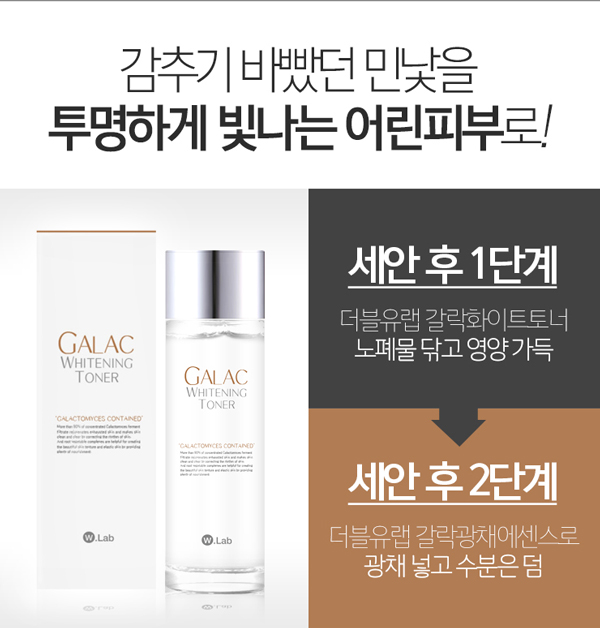 감추기 바빴던 민낯을
투명하게 빛나는 어린피부로!
GALAC
WHITENING
TONER
"GALACTOMYCES CONTAINED"
W.Lab
GALAC
WHITENING
TONER
"GALACTOMYCES CONTAINED"
W.Lab
세안 후 1단계
더블유랩 갈락화이트토너
노폐물 닦고 영양 가득
세안 후 2단계
더블유랩 갈락광채에센스로
광채 넣고 수분은 덤